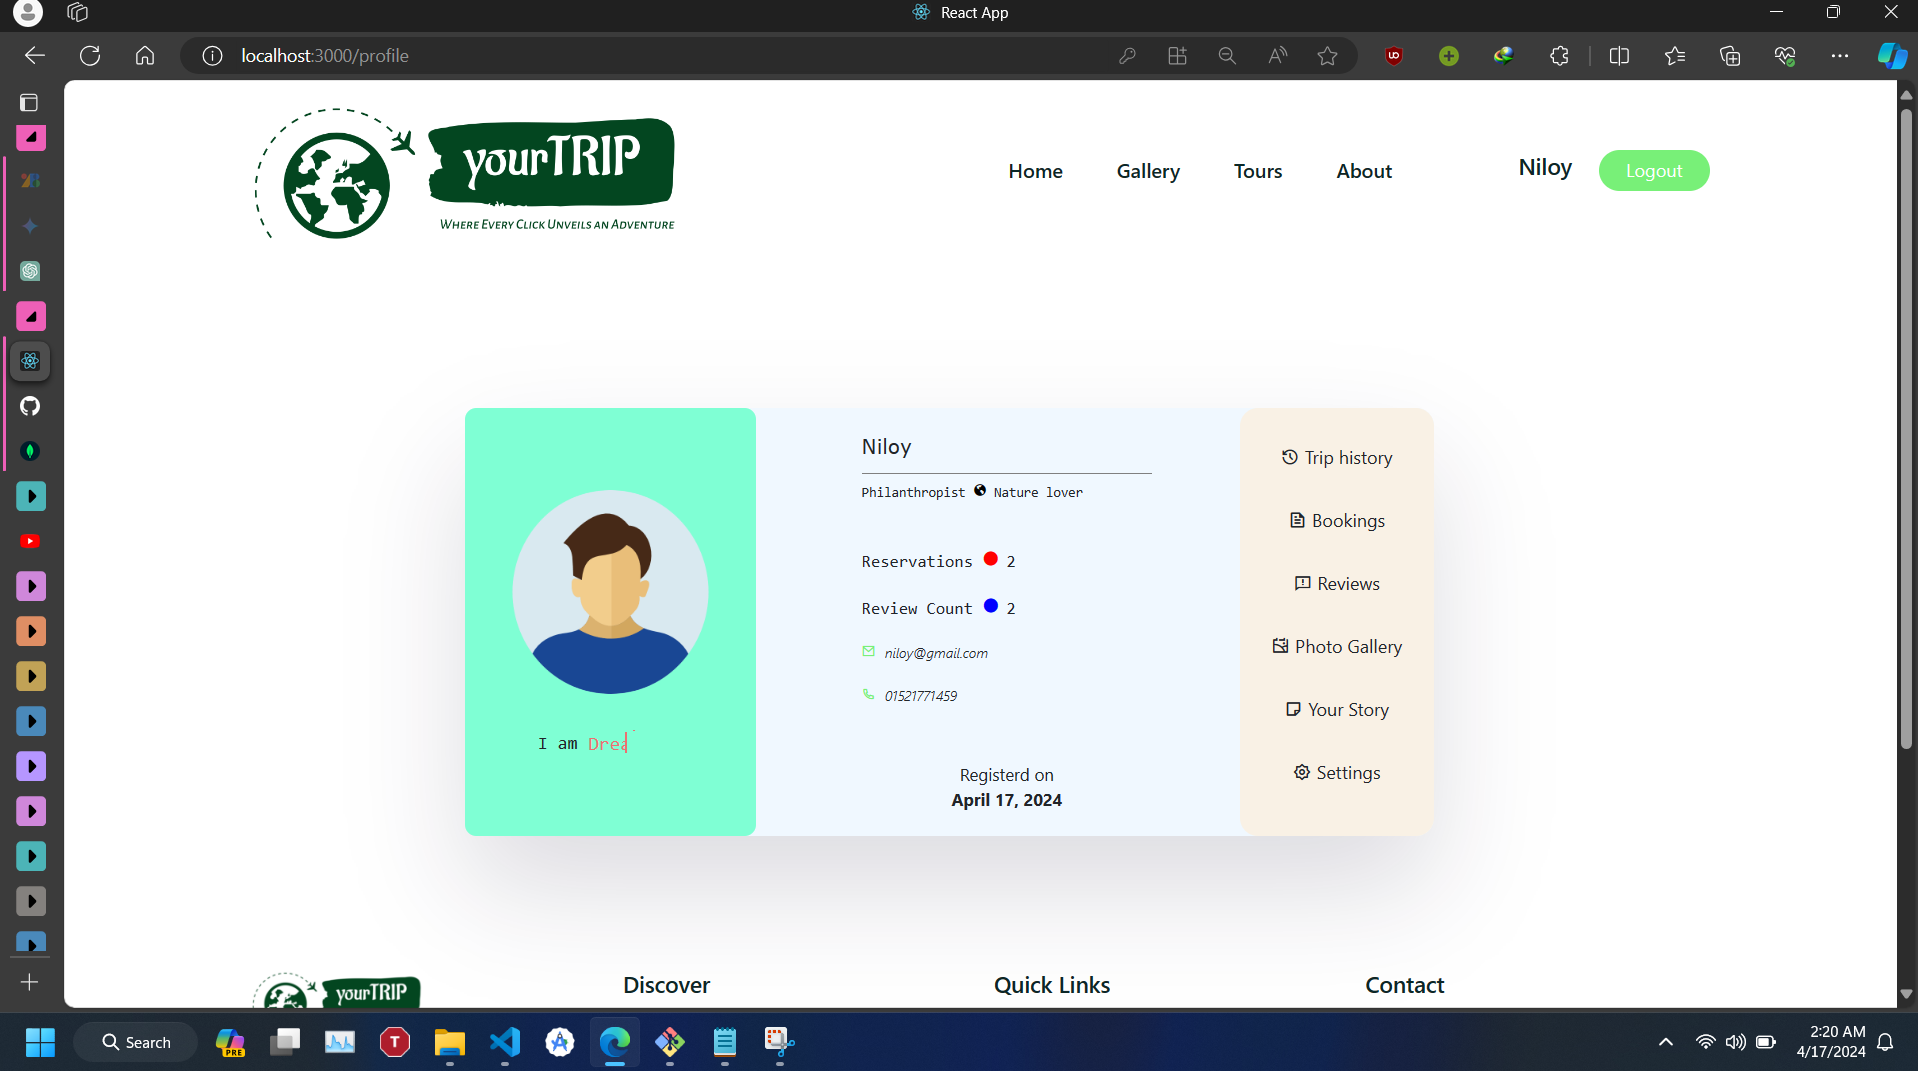 React App
localhost:3000/profile
yourTRIP
WHERE EVERY CLICK UNVEILS AN ADVENTURE
Home
Gallery
Tours
About
Niloy
Logout
I am Drea
Niloy
Philanthropist Nature lover
Reservations 2
Review Count 2
niloy@gmail.com
01521771459
Registerd on
April 17, 2024
Trip history
Bookings
Reviews
Photo Gallery
Your Story
Settings
yourTRIP
Discover
Quick Links
Contact
Search
PRE
T
2:20 AM
4/17/2024